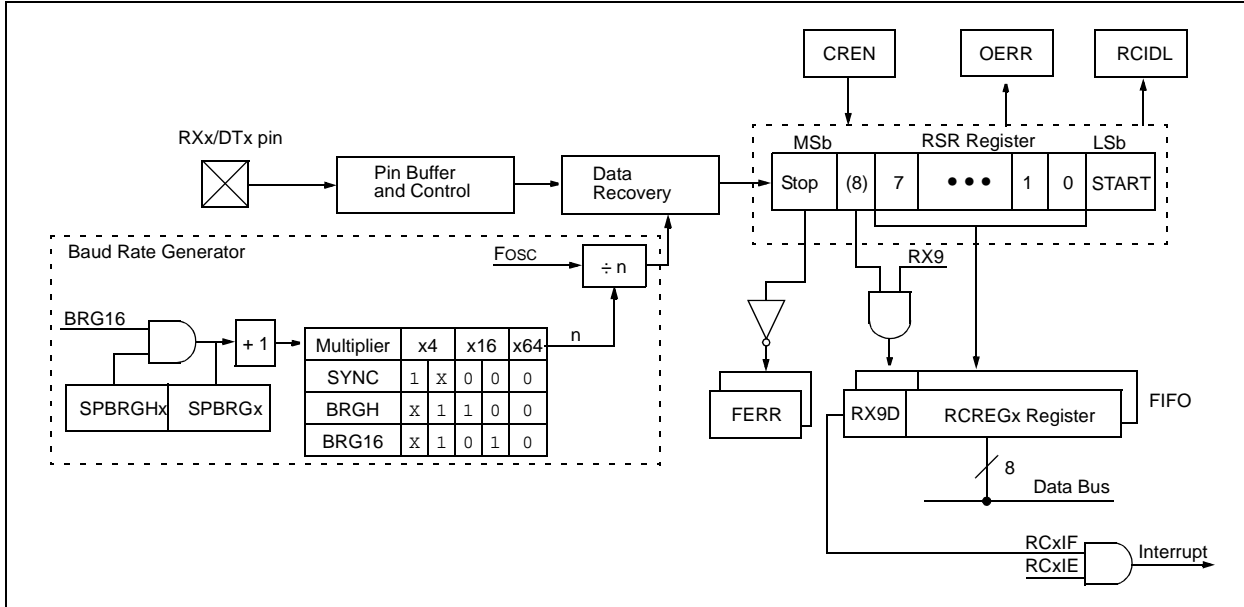 CREN OERR RCIDL
RXx/DTx pin
MSb RSR Register LSb
Pin Buffer
and Control
Data
Recovery
Stop (8) 7 ••• 1 0 START
Baud Rate Generator
FOSC
÷ n
RX9
BRG16
+ 1
n
Multiplier x4 x16 x64
SYNC 1 X 0 0 0
BRGH X 1 1 0 0
BRG16 X 1 0 1 0
SPBRGHx SPBRGx
FERR
RX9D RCREGx Register
FIFO
8
Data Bus
RCxIF
RCxIE
Interrupt